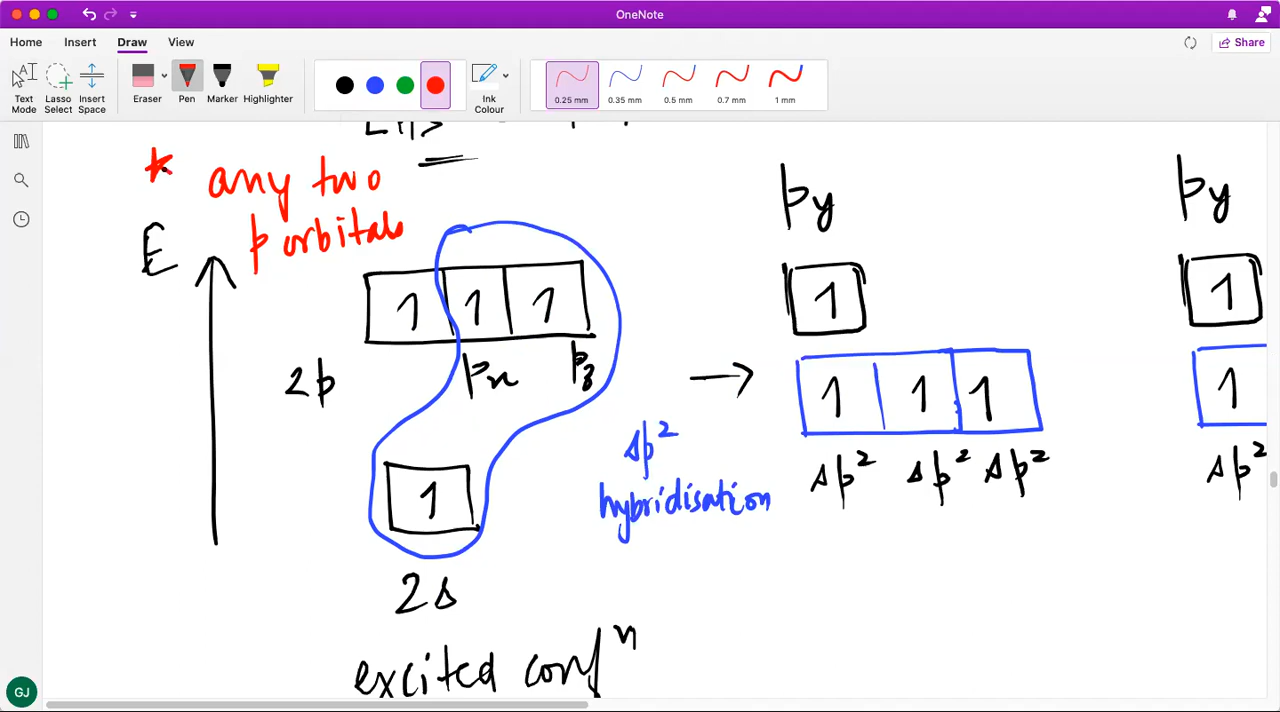 OneNote
Home Insert Draw View
Share
Text Mode
Lasso Select
Insert Space
Eraser
Pen
Marker
Highlighter
Ink Colour
0.25 mm
0.35 mm
0.5 mm
0.7 mm
1 mm
* any two
p orbitals
E
1 1 1
2p
px
pz
1
2s
excited confⁿ
→
sp²
hybridisation
py
1
1 1 1
sp² sp² sp²
py
1
1
sp²
GJ